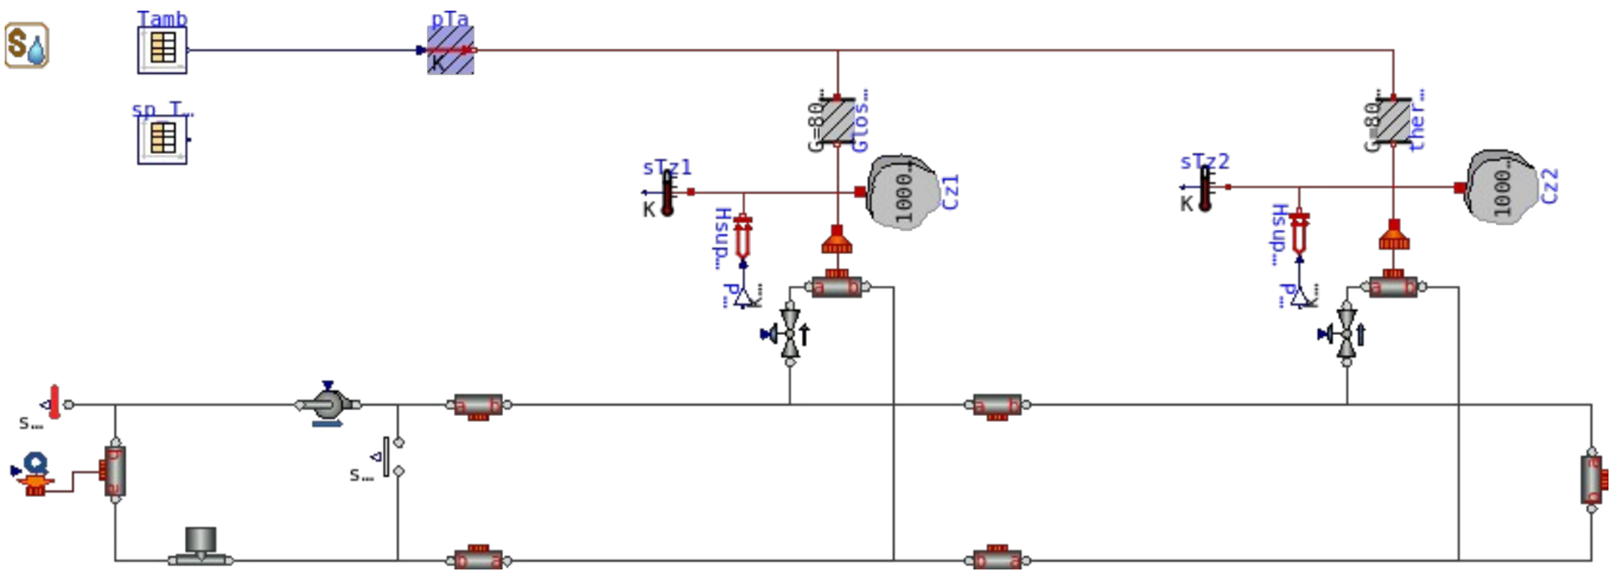 S
Tamb
pTa
K
sp_T...
G=80...
Glos...
G=80...
ther...
sTz1
K
1000...
Cz1
sTz2
K
1000...
Cz2
Hsup...
P...
K...
a b
Hsup...
P...
K...
a b
s...
a b
a b
Q
b
a
s...
a
b
b a
b a